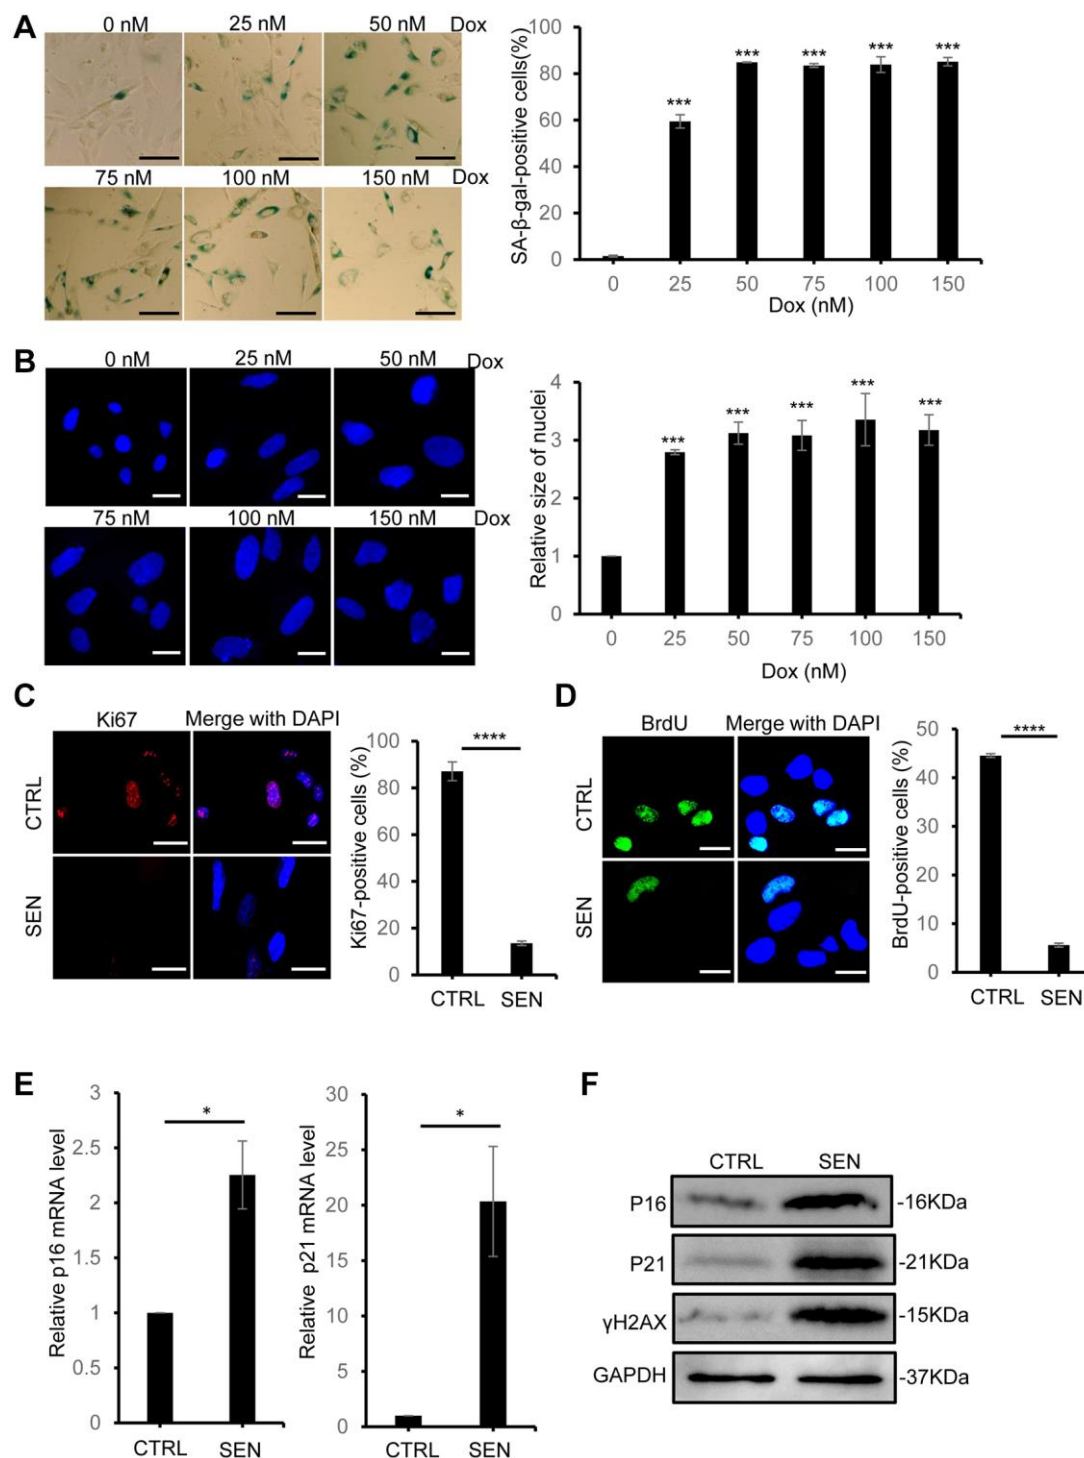 A
0 nM 25 nM 50 nM Dox
75 nM 100 nM 150 nM Dox
SA-β-gal-positive cells(%)
100
80
60
40
20
0
*** *** *** *** ***
0 25 50 75 100 150
Dox (nM)
B
0 nM 25 nM 50 nM Dox
75 nM 100 nM 150 nM Dox
Relative size of nuclei
4
3
2
1
0
*** *** *** *** ***
0 25 50 75 100 150
Dox (nM)
C
Ki67 Merge with DAPI
CTRL
SEN
Ki67-positive cells (%)
100
80
60
40
20
0
****
CTRL SEN
D
BrdU Merge with DAPI
CTRL
SEN
BrdU-positive cells (%)
50
40
30
20
10
0
****
CTRL SEN
E
Relative p16 mRNA level
3
2.5
2
1.5
1
0.5
0
*
CTRL SEN
Relative p21 mRNA level
30
25
20
15
10
5
0
*
CTRL SEN
F
CTRL SEN
P16 -16KDa
P21 -21KDa
γH2AX -15KDa
GAPDH -37KDa